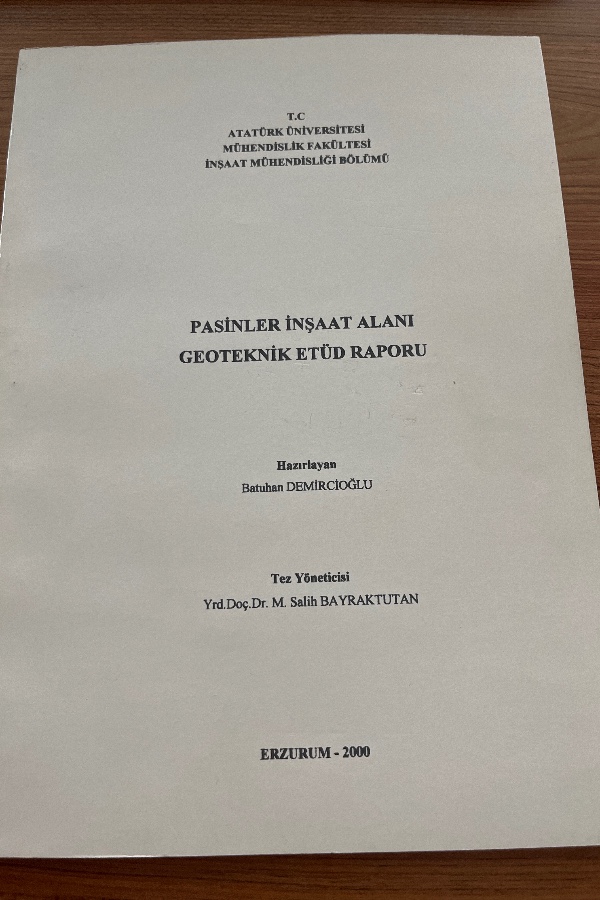 T.C
ATATÜRK ÜNİVERSİTESİ
MÜHENDİSLİK FAKÜLTESİ
İNŞAAT MÜHENDİSLİĞİ BÖLÜMÜ
PASİNLER İNŞAAT ALANI
GEOTEKNİK ETÜD RAPORU
Hazırlayan
Batuhan DEMİRCİOĞLU
Tez Yöneticisi
Yrd.Doç.Dr. M. Salih BAYRAKTUTAN
ERZURUM - 2000